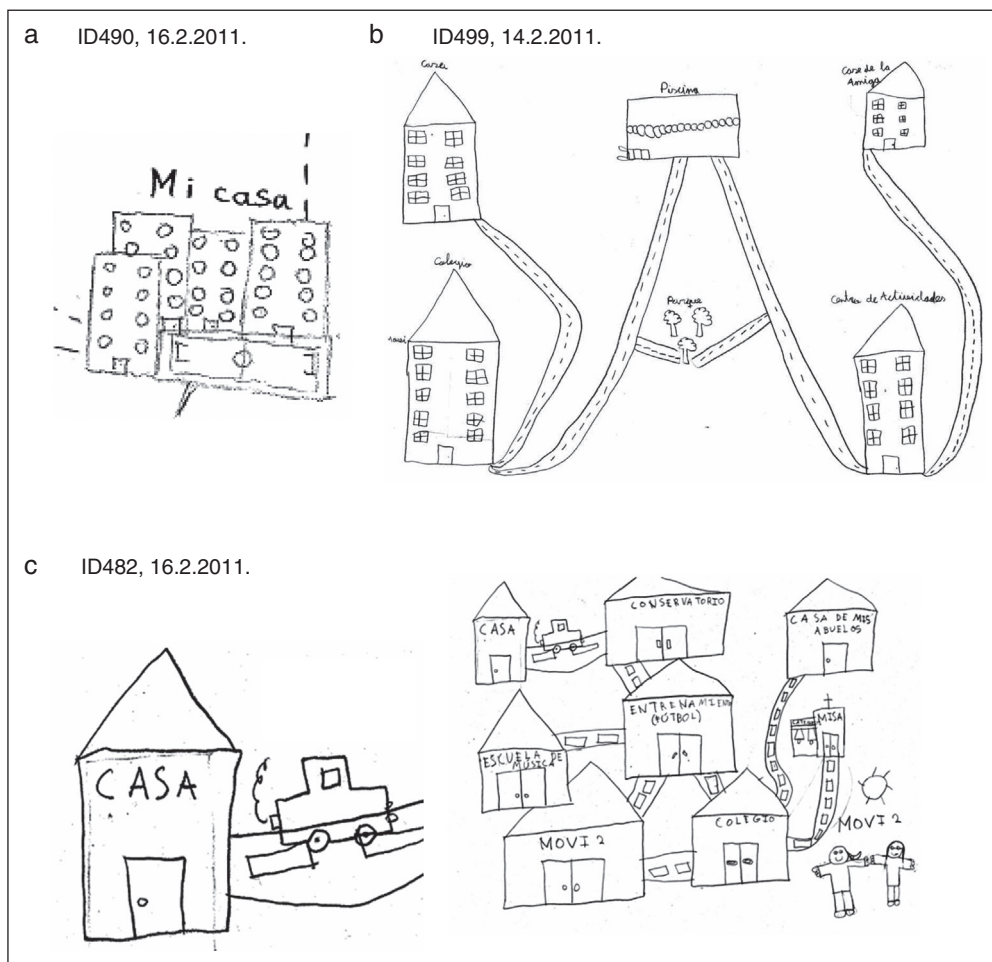 a ID490, 16.2.2011.
Mi casa
b ID499, 14.2.2011.
Casa
Piscina
Casa de la
Amiga
Colegio
Parque
Centro de Actividades
c ID482, 16.2.2011.
CASA
CASA
CONSERVATORIO
CASA DE MIS
ABUELOS
ENTRENAMIENTO
(FÚTBOL)
MISA
ESCUELA DE
MÚSICA
MOVI 2
COLEGIO
MOVI 2